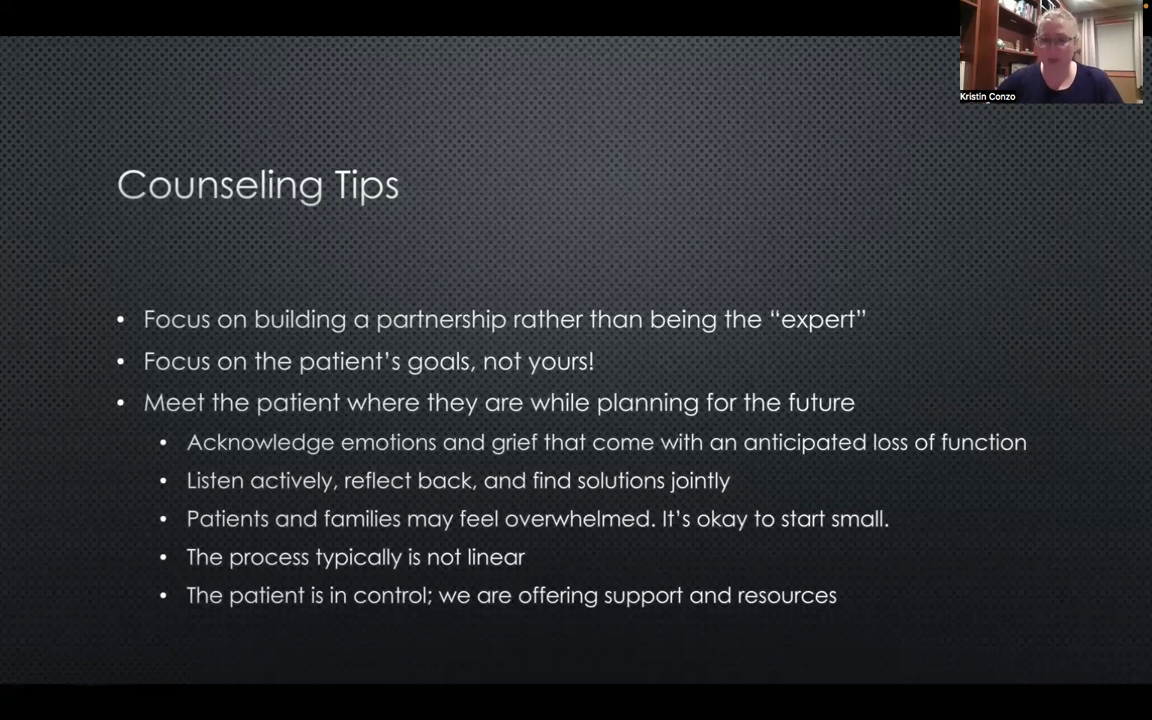 Kristin Conzo
Counseling Tips
• Focus on building a partnership rather than being the “expert”
• Focus on the patient’s goals, not yours!
• Meet the patient where they are while planning for the future
• Acknowledge emotions and grief that come with an anticipated loss of function
• Listen actively, reflect back, and find solutions jointly
• Patients and families may feel overwhelmed. It’s okay to start small.
• The process typically is not linear
• The patient is in control; we are offering support and resources